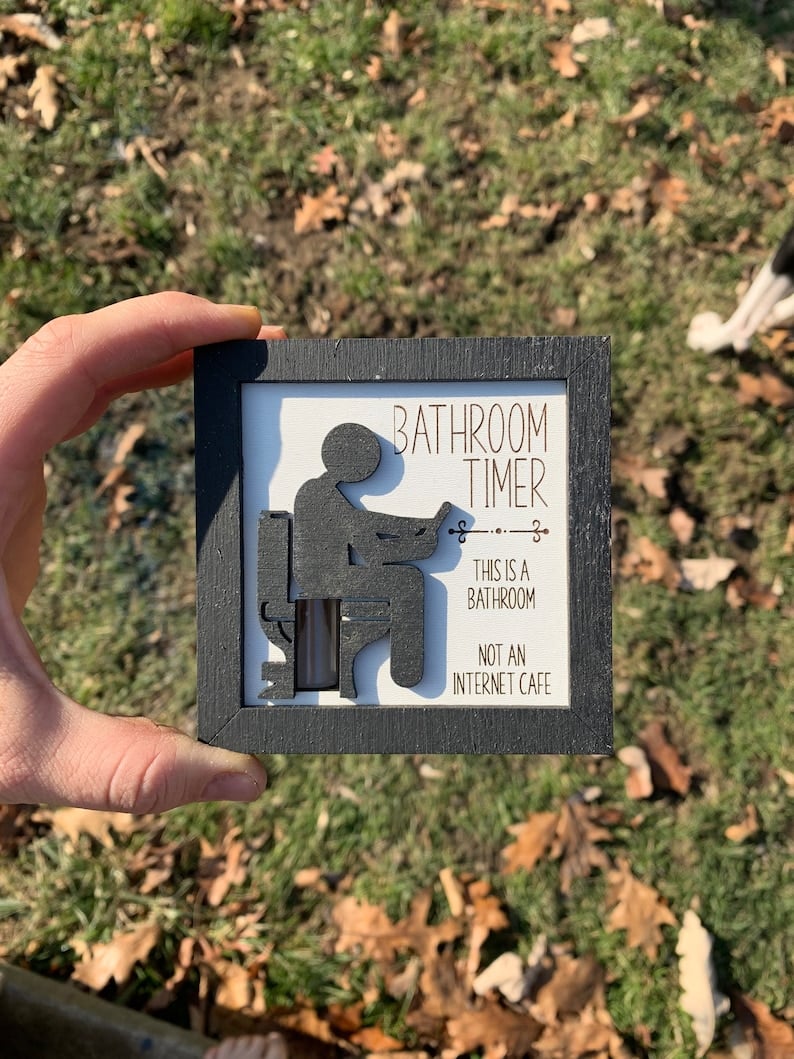 BATHROOM
TIMER
THIS IS A
BATHROOM
NOT AN
INTERNET CAFE